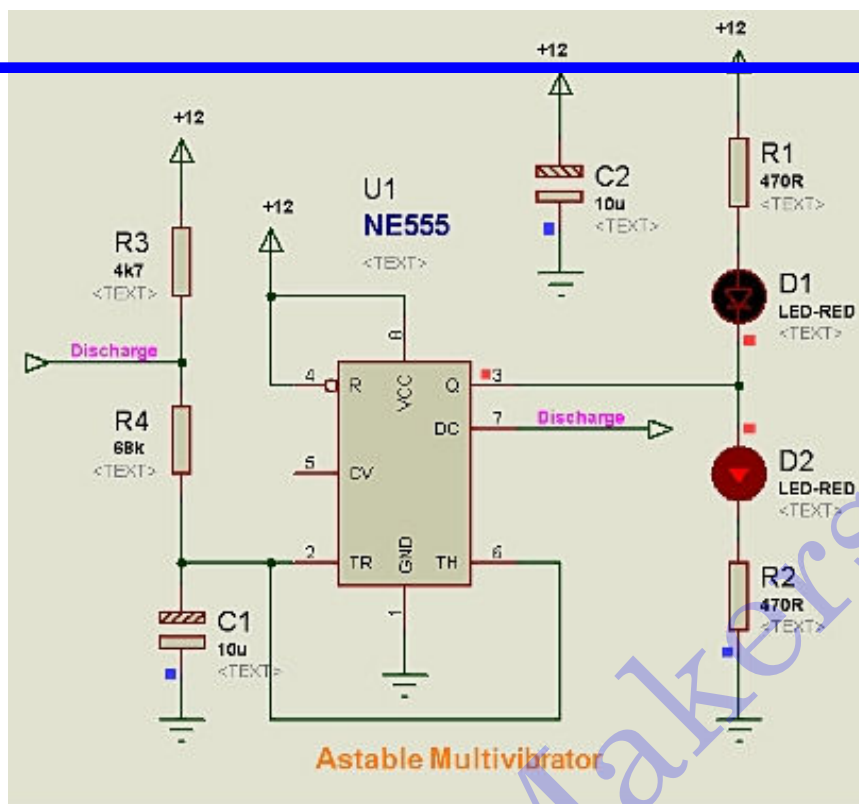 +12
+12
+12
+12
R3
4k7
<TEXT>
Discharge
R4
68k
<TEXT>
C1
10u
<TEXT>
U1
NE555
<TEXT>
8
VCC
4
R
Q
3
DC
7
Discharge
5
CV
2
TR
GND
TH
6
1
C2
10u
<TEXT>
R1
470R
<TEXT>
D1
LED-RED
<TEXT>
D2
LED-RED
<TEXT>
R2
470R
<TEXT>
Astable Multivibrator
Makers